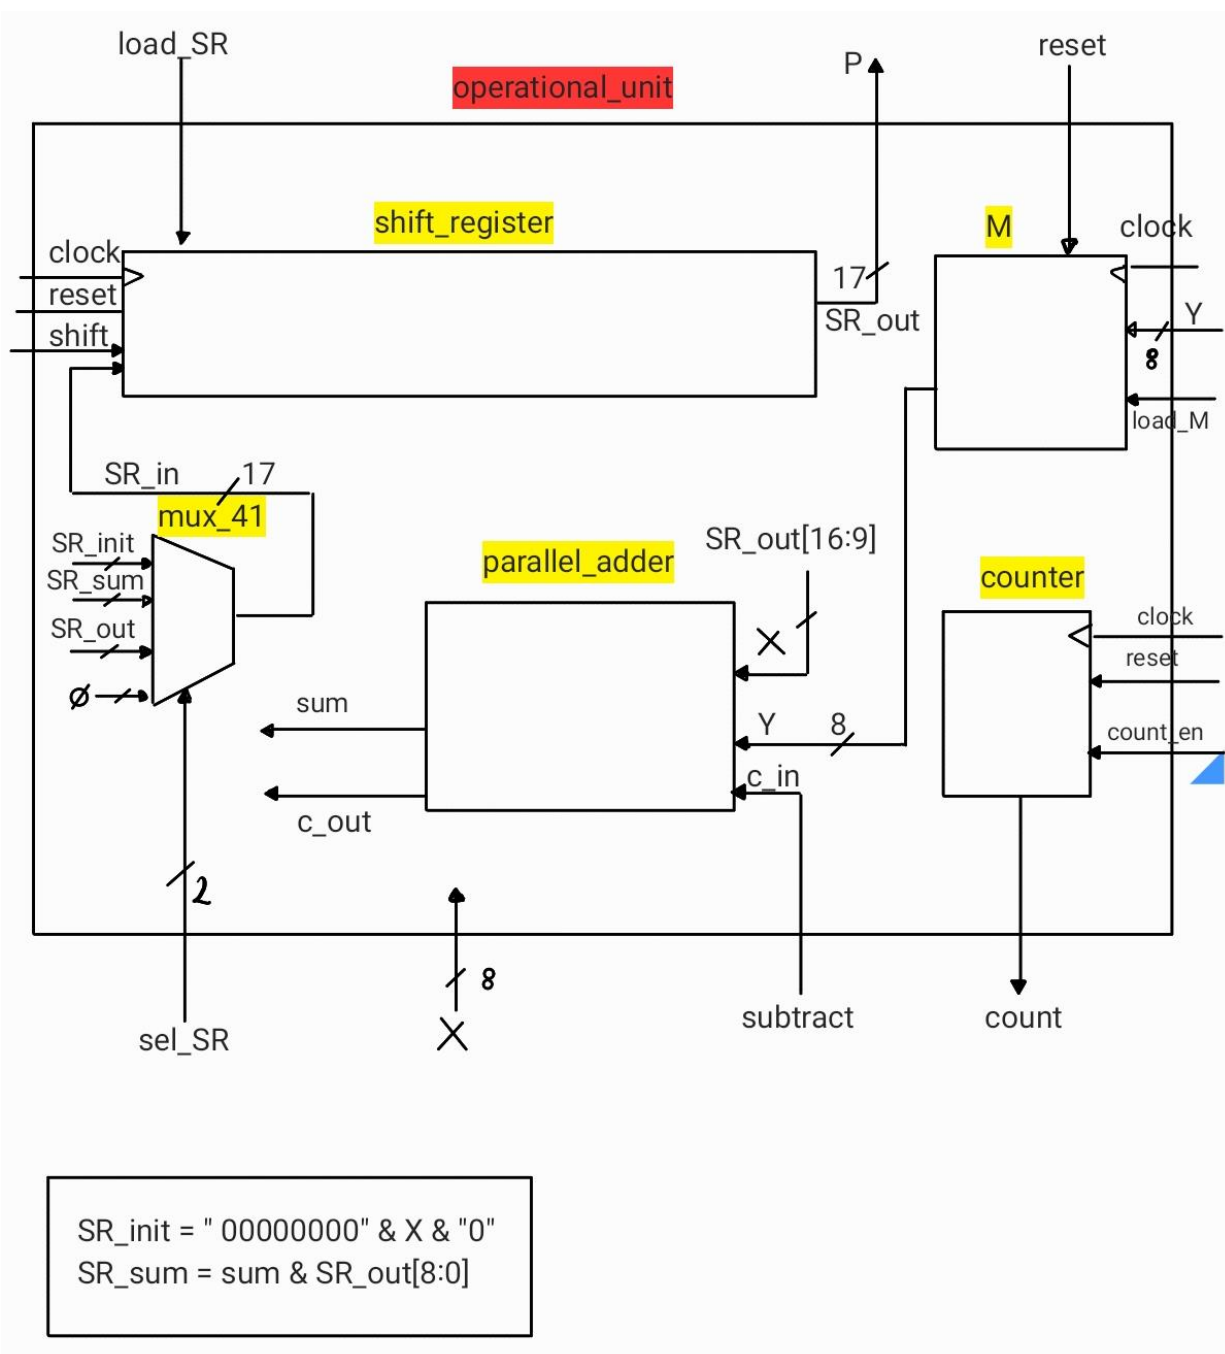 load_SR
reset
operational_unit
P
shift_register
M
clock
clock
reset
shift
17
SR_out
Y
8
load_M
SR_in
17
mux_41
SR_init
SR_sum
SR_out
Ø
parallel_adder
SR_out[16:9]
counter
X
clock
reset
sum
Y
8
count_en
c_in
c_out
2
8
X
sel_SR
subtract
count
SR_init = " 00000000" & X & "0"
SR_sum = sum & SR_out[8:0]